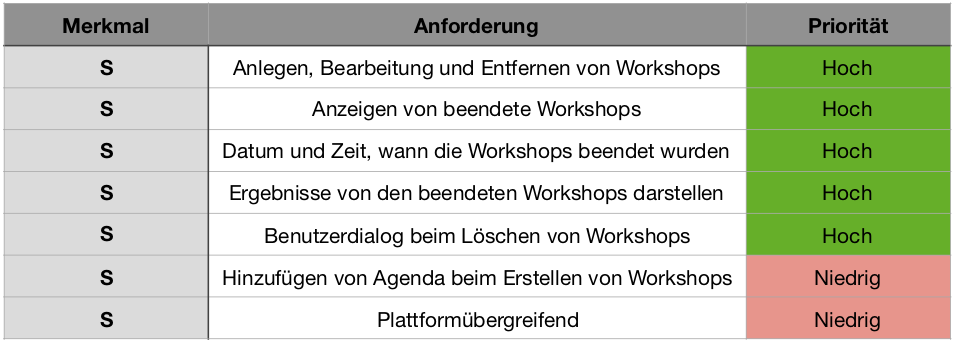 Merkmal Anforderung Priorität
S Anlegen, Bearbeitung und Entfernen von Workshops Hoch
S Anzeigen von beendete Workshops Hoch
S Datum und Zeit, wann die Workshops beendet wurden Hoch
S Ergebnisse von den beendeten Workshops darstellen Hoch
S Benutzerdialog beim Löschen von Workshops Hoch
S Hinzufügen von Agenda beim Erstellen von Workshops Niedrig
S Plattformübergreifend Niedrig